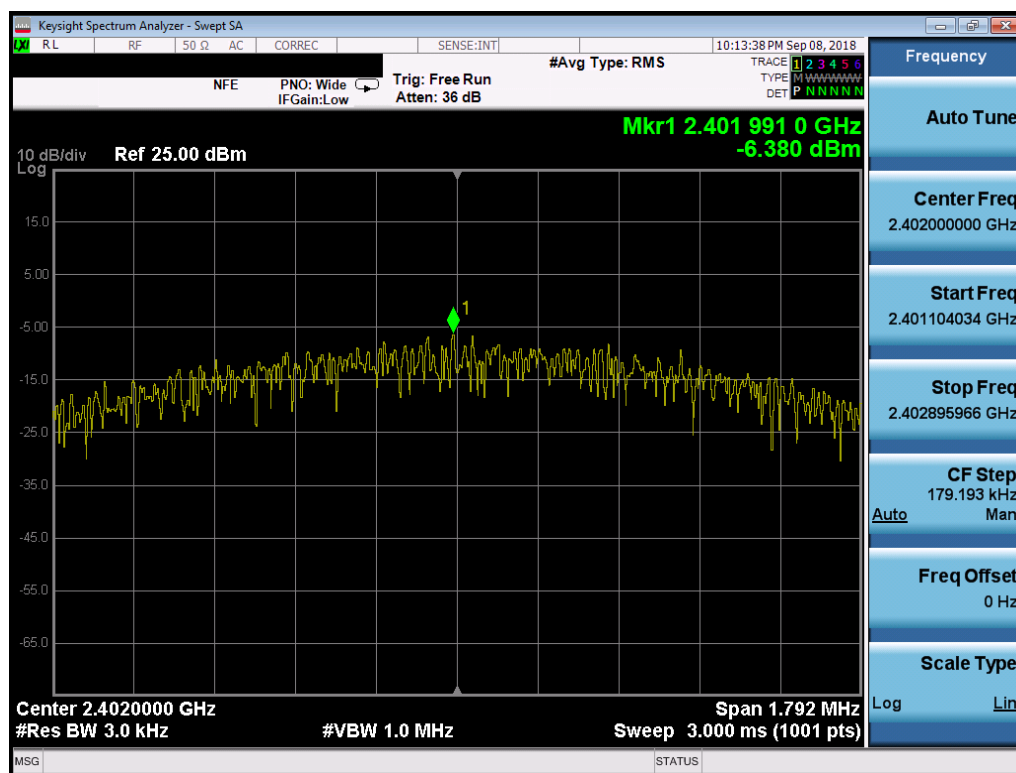 Keysight Spectrum Analyzer - Swept SA
LXI RL RF 50 Ω AC CORREC SENSE:INT 10:13:38 PM Sep 08, 2018
NFE PNO: Wide Trig: Free Run #Avg Type: RMS TRACE 1 2 3 4 5 6
IFGain:Low Atten: 36 dB TYPE M WWWWW
DET P N N N N N
Mkr1 2.401 991 0 GHz
-6.380 dBm
10 dB/div Ref 25.00 dBm
Log
15.0
5.00
1
-5.00
-15.0
-25.0
-35.0
-45.0
-55.0
-65.0
Center 2.4020000 GHz Span 1.792 MHz
#Res BW 3.0 kHz #VBW 1.0 MHz Sweep 3.000 ms (1001 pts)
MSG STATUS
Frequency
Auto Tune
Center Freq
2.402000000 GHz
Start Freq
2.401104034 GHz
Stop Freq
2.402895966 GHz
CF Step
179.193 kHz
Auto Man
Freq Offset
0 Hz
Scale Type
Log Lin